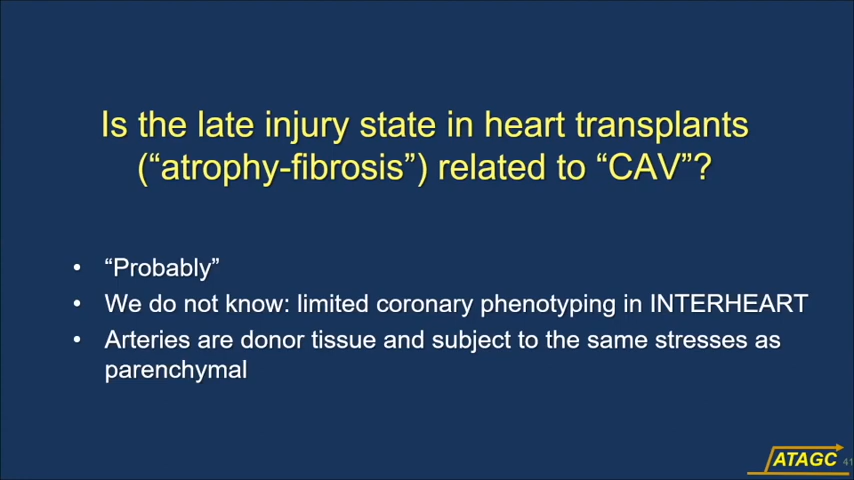 Is the late injury state in heart transplants
(“atrophy-fibrosis”) related to “CAV”?
• “Probably”
• We do not know: limited coronary phenotyping in INTERHEART
• Arteries are donor tissue and subject to the same stresses as
parenchymal
ATAGC
41